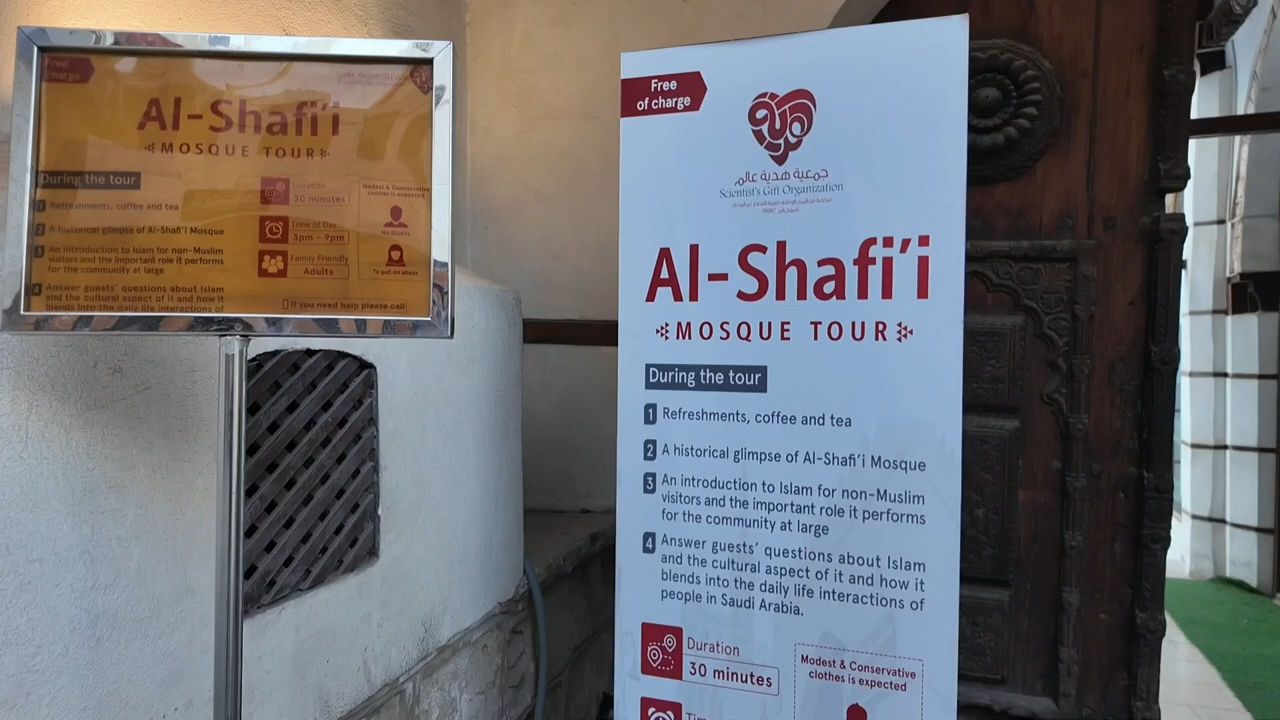 Free
charge
جمعية هدية عالم
Al-Shafi'i
MOSQUE TOUR
During the tour
1 Refreshments, coffee and tea
2 A historical glimpse of Al-Shafi'i Mosque
3 An introduction to Islam for non-Muslim
visitors and the important role it performs
for the community at large
4 Answer guests' questions about Islam
and the cultural aspect of it and how it
blends into the daily life interactions of
Duration
30 minutes
Time of Day
3pm - 9pm
Family Friendly
Adults
Modest & Conservative
clothes is expected
No Shorts
To put on abaya
If you need help please call
Free
of charge
جمعية هدية عالم
Scientist's Gift Organization
Al-Shafi'i
MOSQUE TOUR
During the tour
1 Refreshments, coffee and tea
2 A historical glimpse of Al-Shafi'i Mosque
3 An introduction to Islam for non-Muslim
visitors and the important role it performs
for the community at large
4 Answer guests' questions about Islam
and the cultural aspect of it and how it
blends into the daily life interactions of
people in Saudi Arabia.
Duration
30 minutes
Modest & Conservative
clothes is expected